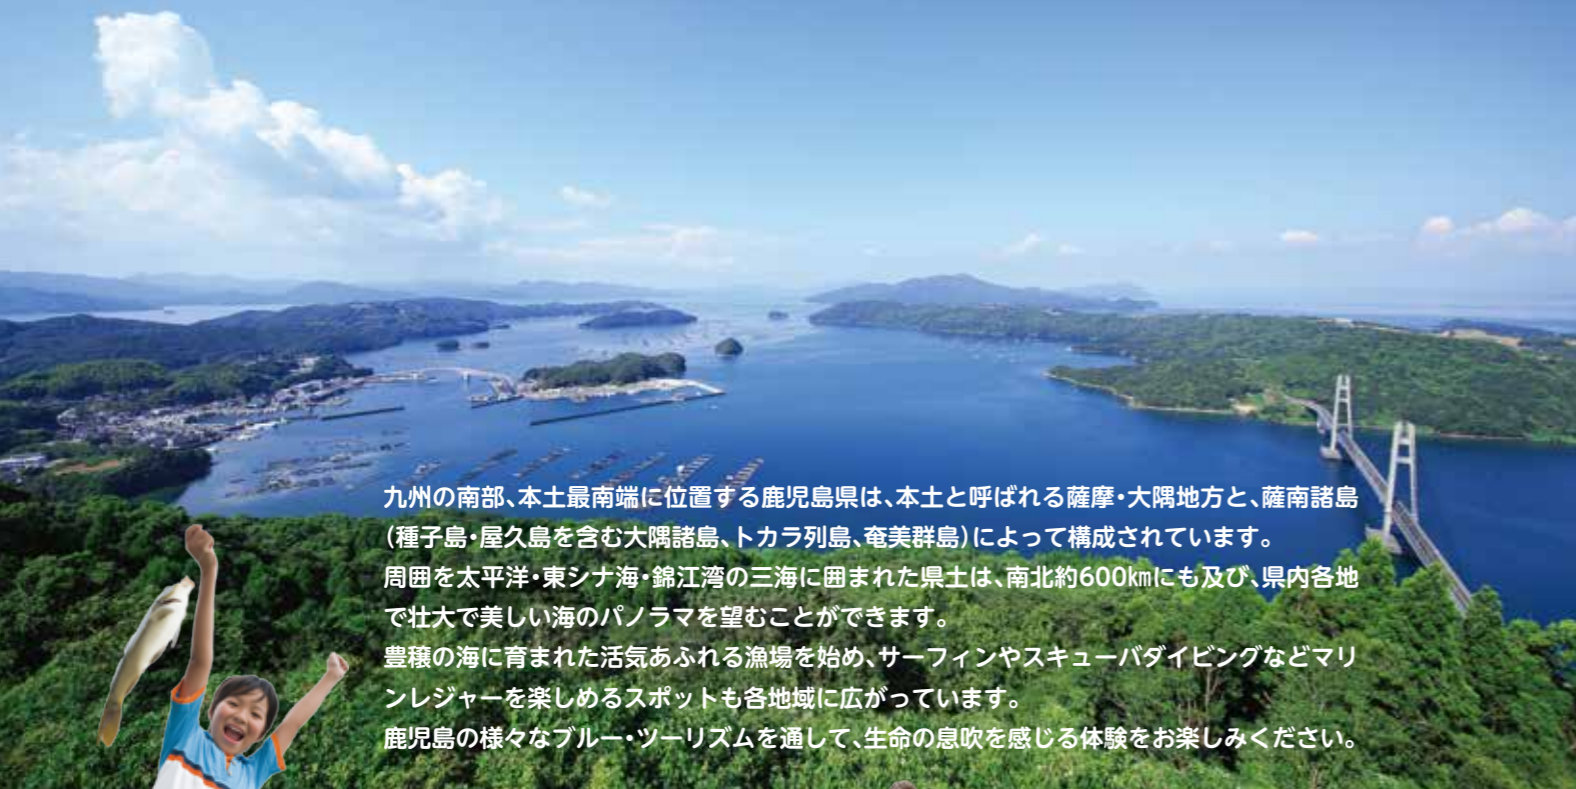 九州の南部、本土最南端に位置する鹿児島県は、本土と呼ばれる薩摩・大隅地方と、薩南諸島
(種子島・屋久島を含む大隅諸島、トカラ列島、奄美群島)によって構成されています。
周囲を太平洋・東シナ海・錦江湾の三海に囲まれた県土は、南北約600㎞にも及び、県内各地
で壮大で美しい海のパノラマを望むことができます。
豊穣の海に育まれた活気あふれる漁場を始め、サーフィンやスキューバダイビングなどマリ
ンレジャーを楽しめるスポットも各地域に広がっています。
鹿児島の様々なブルー・ツーリズムを通して、生命の息吹を感じる体験をお楽しみください。